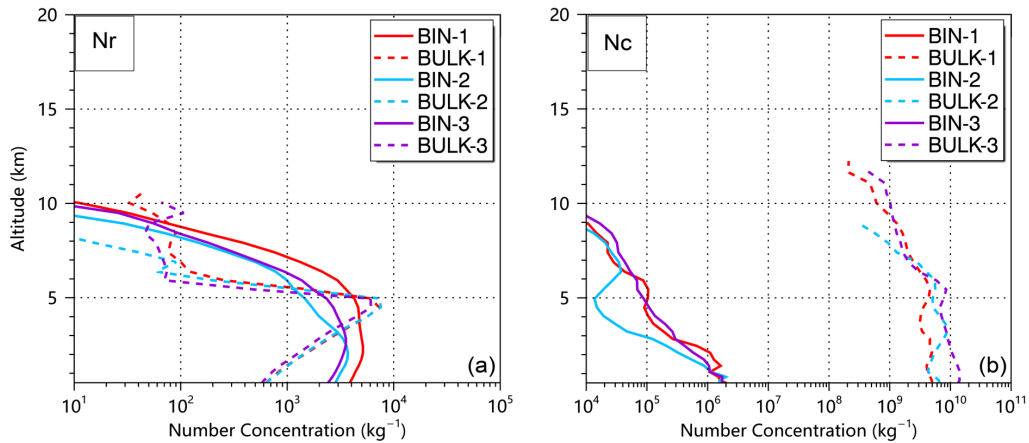 Nr
BIN-1
BULK-1
BIN-2
BULK-2
BIN-3
BULK-3
20
15
10
5
Altitude (km)
(a)
10¹ 10² 10³ 10⁴ 10⁵
Number Concentration (kg⁻¹)
Nc
BIN-1
BULK-1
BIN-2
BULK-2
BIN-3
BULK-3
20
15
10
5
(b)
10⁴ 10⁵ 10⁶ 10⁷ 10⁸ 10⁹ 10¹⁰ 10¹¹
Number Concentration (kg⁻¹)